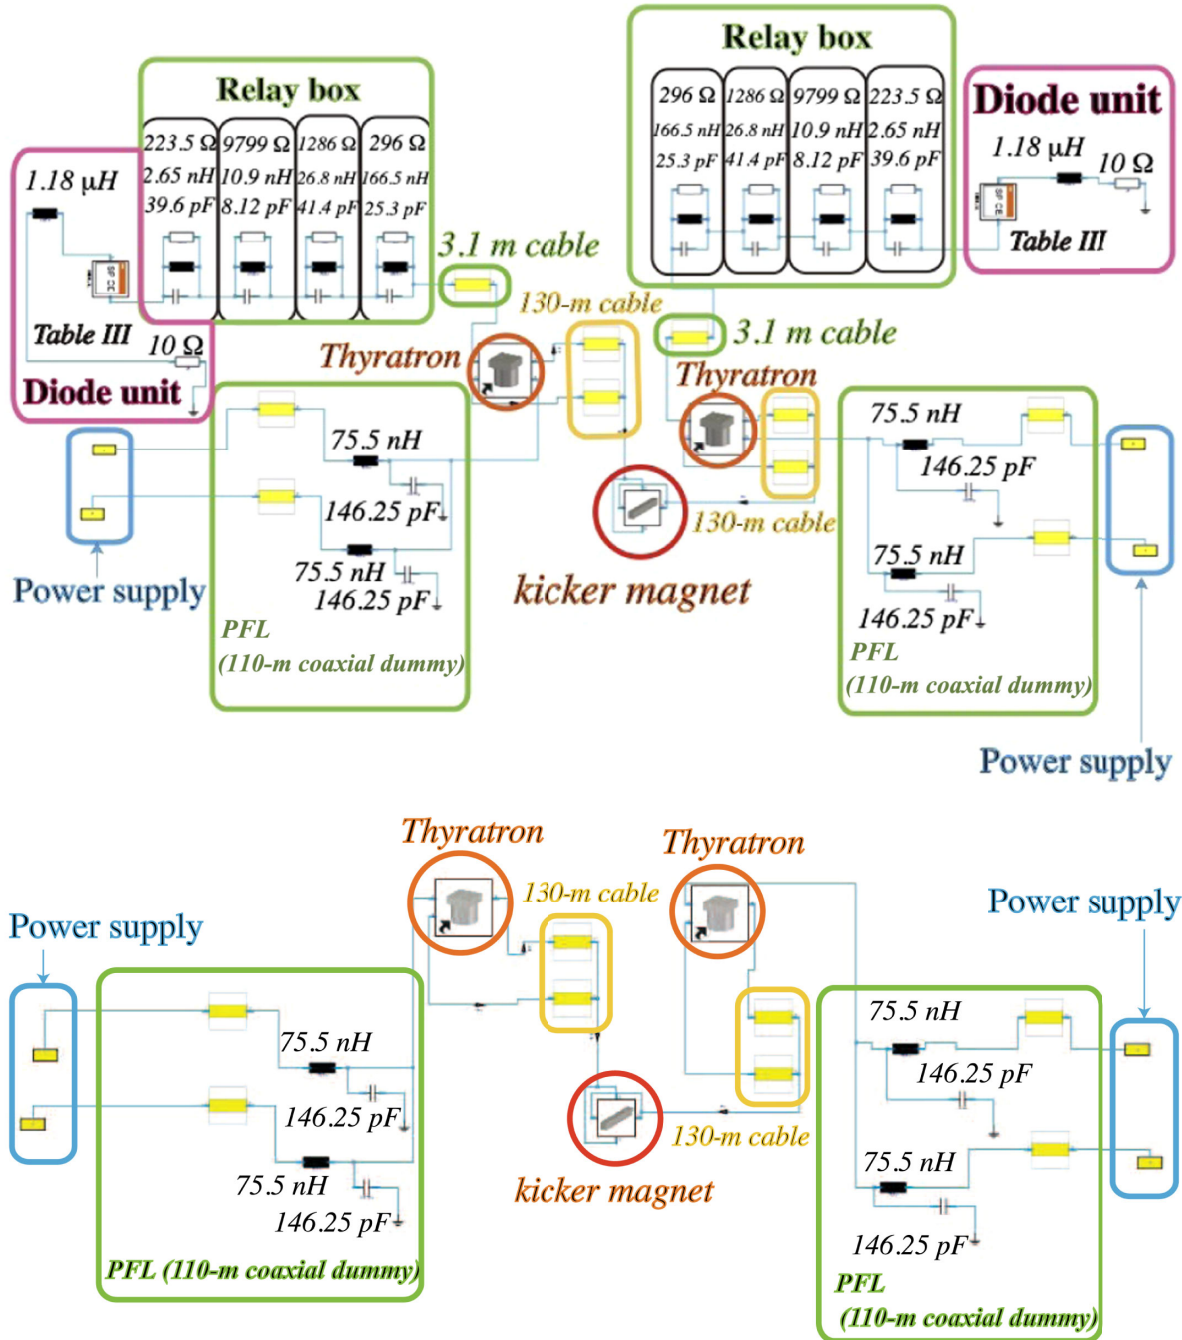 Relay box
223.5 Ω 9799 Ω 1286 Ω 296 Ω
2.65 nH 10.9 nH 26.8 nH 166.5 nH
39.6 pF 8.12 pF 41.4 pF 25.3 pF
1.18 μH
SP CE
Table III
10 Ω
Diode unit
3.1 m cable
130-m cable
Thyratron
Relay box
296 Ω 1286 Ω 9799 Ω 223.5 Ω
166.5 nH 26.8 nH 10.9 nH 2.65 nH
25.3 pF 41.4 pF 8.12 pF 39.6 pF
Diode unit
1.18 μH
10 Ω
SP CE
Table III
3.1 m cable
Thyratron
130-m cable
kicker magnet
75.5 nH
146.25 pF
75.5 nH
146.25 pF
PFL
(110-m coaxial dummy)
Power supply
75.5 nH
146.25 pF
75.5 nH
146.25 pF
PFL
(110-m coaxial dummy)
Power supply
Thyratron
130-m cable
Power supply
75.5 nH
146.25 pF
75.5 nH
146.25 pF
PFL (110-m coaxial dummy)
kicker magnet
Thyratron
130-m cable
Power supply
75.5 nH
146.25 pF
75.5 nH
146.25 pF
PFL
(110-m coaxial dummy)